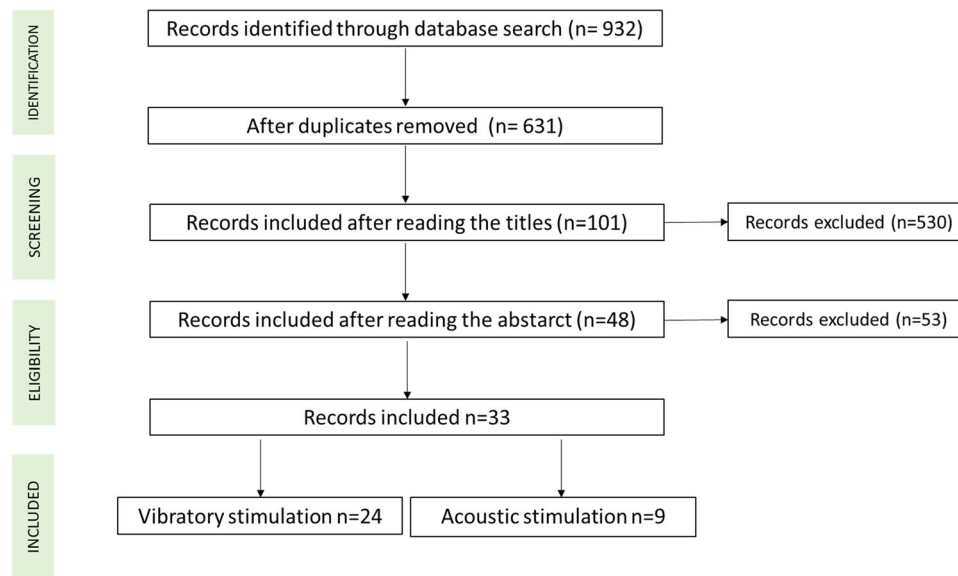 IDENTIFICATION
Records identified through database search (n= 932)
After duplicates removed (n= 631)
SCREENING
Records included after reading the titles (n=101)
Records excluded (n=530)
ELIGIBILITY
Records included after reading the abstarct (n=48)
Records excluded (n=53)
Records included n=33
INCLUDED
Vibratory stimulation n=24
Acoustic stimulation n=9